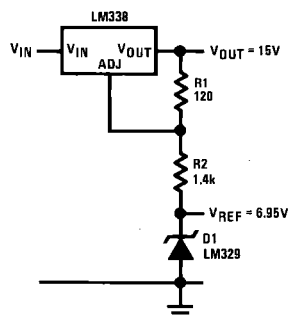 LM338
VIN
VIN
VOUT
VOUT = 15V
ADJ
R1
120
R2
1.4k
VREF = 6.95V
D1
LM329